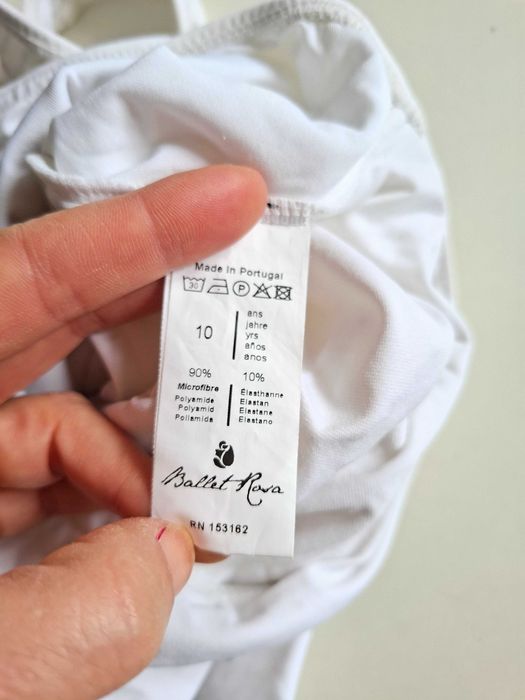 Made in Portugal
30 P
10
ans
jahre
yrs
años
anos
90% 10%
Microfibre
Polyamide
Polyamid
Poliamida
Élasthanne
Elastan
Elastane
Elastano
Ballet Rosa
RN 153162